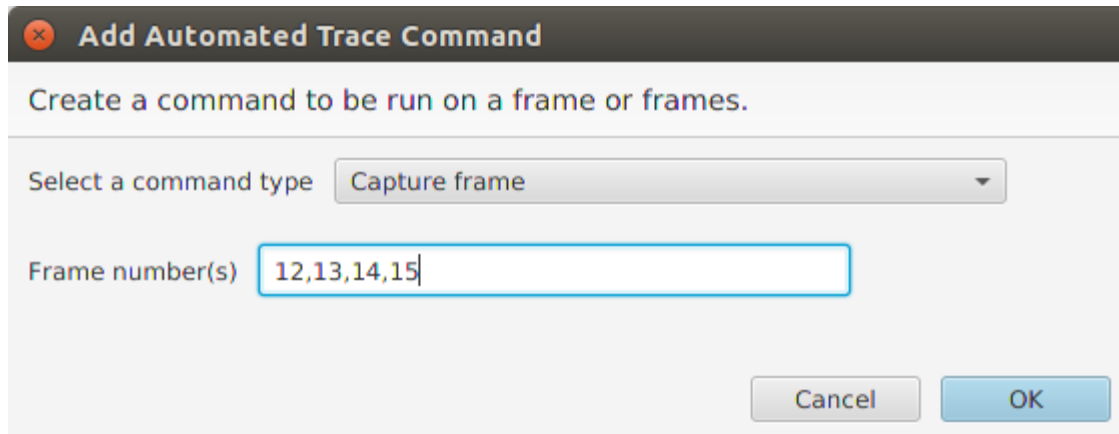 Add Automated Trace Command
Create a command to be run on a frame or frames.
Select a command type Capture frame
Frame number(s) 12,13,14,15
Cancel OK